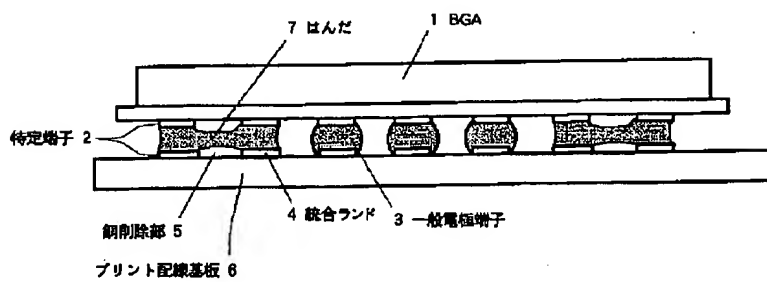 1 BGA
7 はんだ
特定端子 2
4 統合ランド
3 一般電極端子
銅削除部 5
プリント配線基板 6